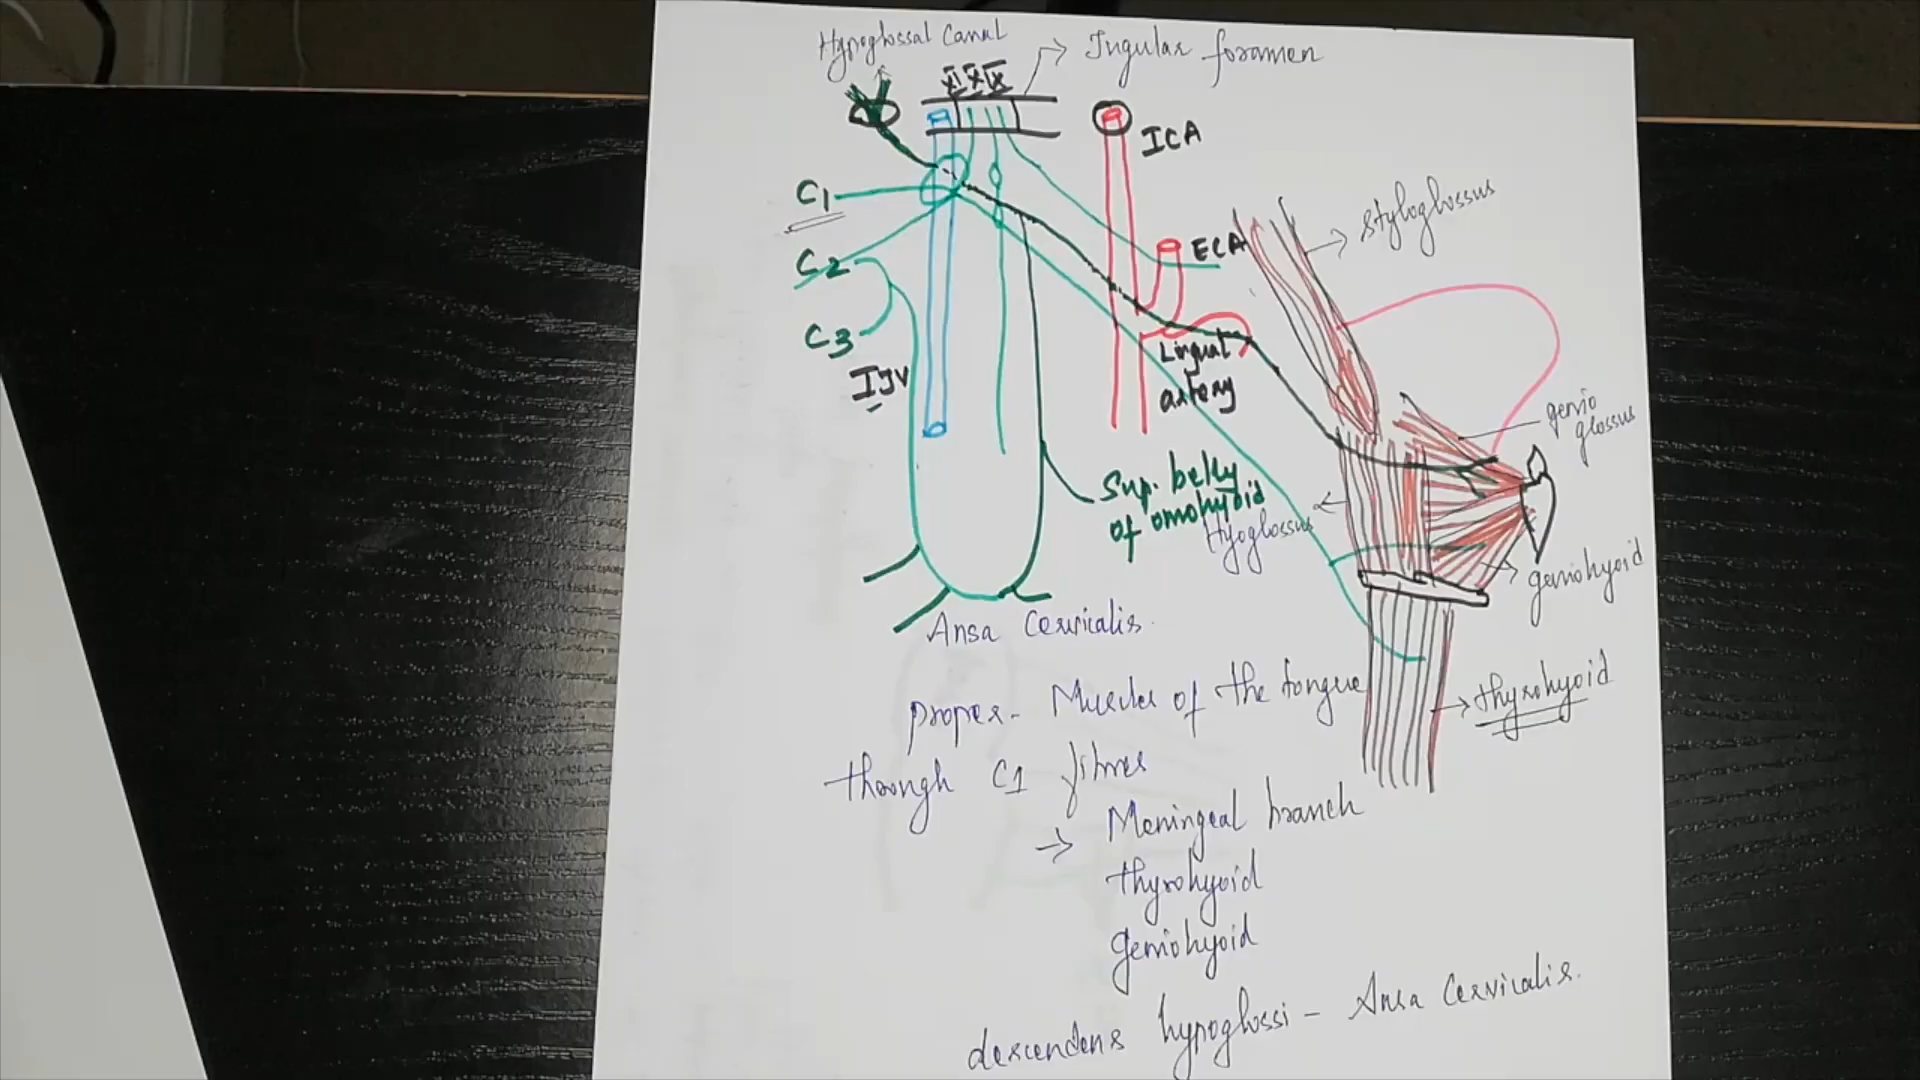 Hypoglossal Canal
XI X IX
Jugular foramen
ICA
C1
C2
C3
IJV
ECA
Styloglossus
Lingual
artery
genio
glossus
Sup. belly
of omohyoid
Hyoglossus
geniohyoid
Ansa Cervicalis.
thyrohyoid
proper - Muscles of the tongue
through C1 fibres
→ Meningeal branch
thyrohyoid
Geniohyoid
descendens hypoglossi - Ansa Cervicalis.